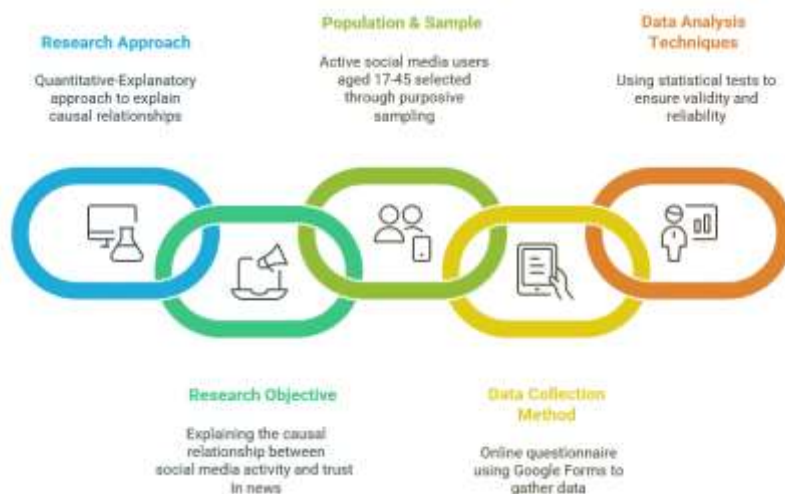 Research Approach
Quantitative-Explanatory
approach to explain
causal relationships
Research Objective
Explaining the causal
relationship between
social media activity and trust
in news
Population & Sample
Active social media users
aged 17-45 selected
through purposive
sampling
Data Collection
Method
Online questionnaire
using Google Forms to
gather data
Data Analysis
Techniques
Using statistical tests to
ensure validity and
reliability